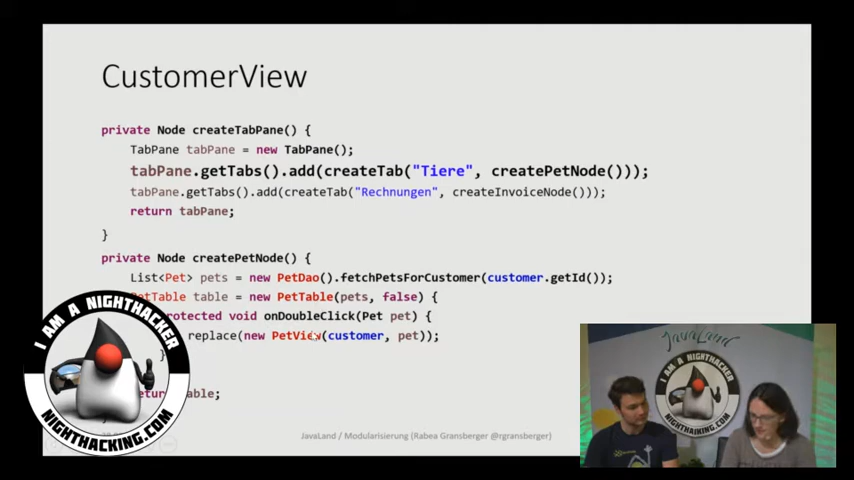 CustomerView
private Node createTabPane() {
TabPane tabPane = new TabPane();
tabPane.getTabs().add(createTab("Tiere", createPetNode()));
tabPane.getTabs().add(createTab("Rechnungen", createInvoiceNode()));
return tabPane;
}
private Node createPetNode() {
List<Pet> pets = new PetDao().fetchPetsForCustomer(customer.getId());
PetTable table = new PetTable(pets, false) {
protected void onDoubleClick(Pet pet) {
replace(new PetView(customer, pet));
}
JavaLand / Modularisierung (Rabea Gransberger @rgransberger)
I AM A NIGHTHACKER
NIGHTHACKING.COM
JavaLand
I AM A NIGHTHACKER
NIGHTHACKING.COM